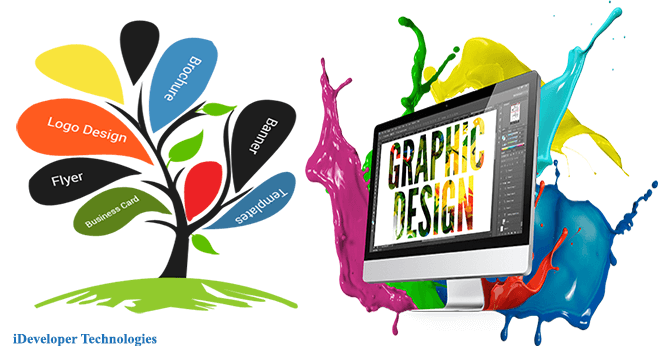 Brochure
Logo Design
Banner
Flyer
Business Card
Templates
GRAPHIC
DESIGN
iDeveloper Technologies